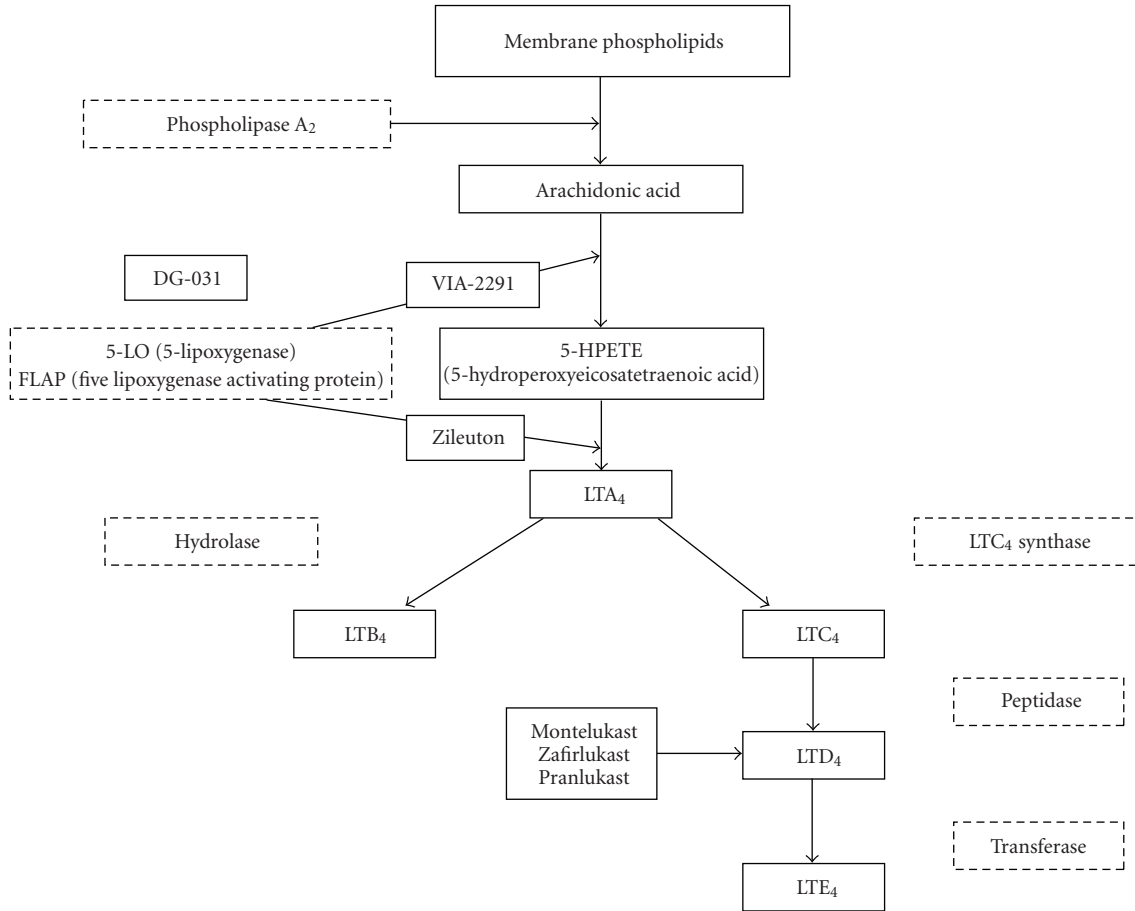 Membrane phospholipids
Phospholipase A₂
Arachidonic acid
DG-031
VIA-2291
5-LO (5-lipoxygenase)
FLAP (five lipoxygenase activating protein)
5-HPETE
(5-hydroperoxyeicosatetraenoic acid)
Zileuton
LTA₄
Hydrolase
LTC₄ synthase
LTB₄
LTC₄
Peptidase
Montelukast
Zafirlukast
Pranlukast
LTD₄
Transferase
LTE₄